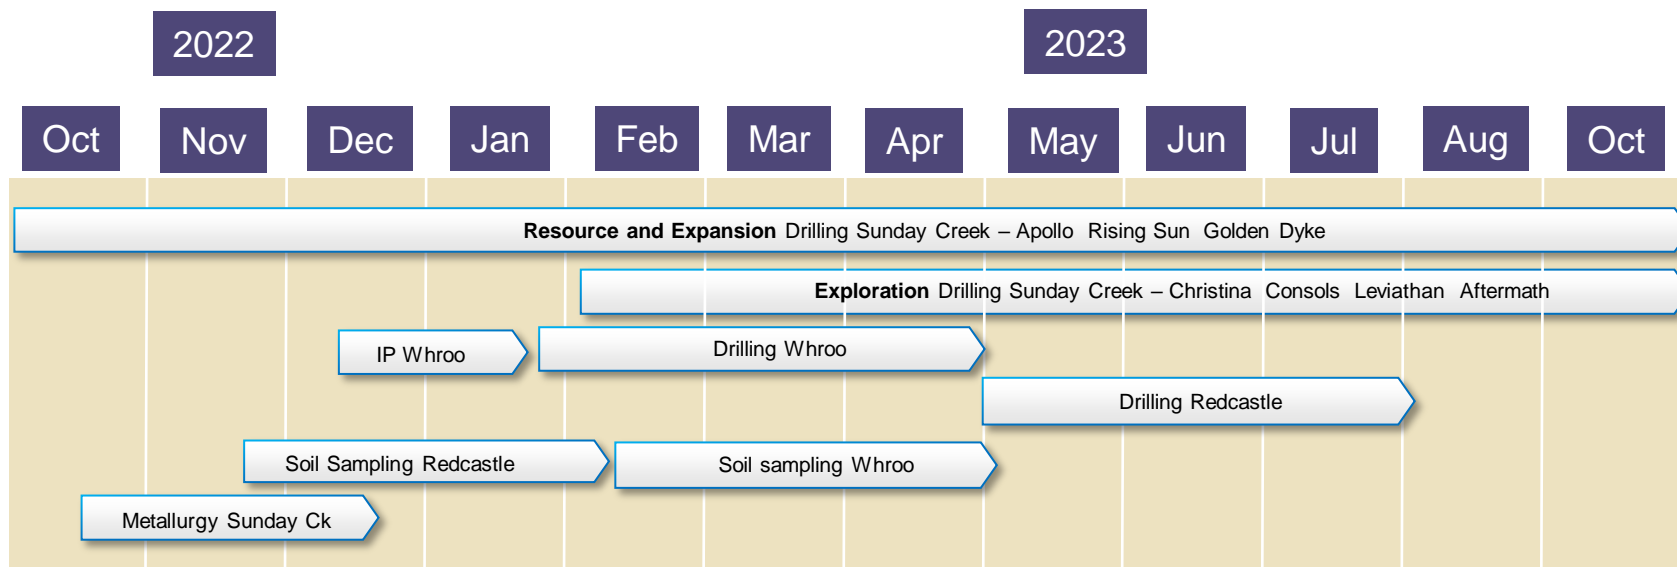 2022
2023
Oct
Nov
Dec
Jan
Feb
Mar
Apr
May
Jun
Jul
Aug
Oct
Resource and Expansion Drilling Sunday Creek – Apollo Rising Sun Golden Dyke
Exploration Drilling Sunday Creek – Christina Consols Leviathan Aftermath
IP Whroo
Drilling Whroo
Drilling Redcastle
Soil Sampling Redcastle
Soil sampling Whroo
Metallurgy Sunday Ck